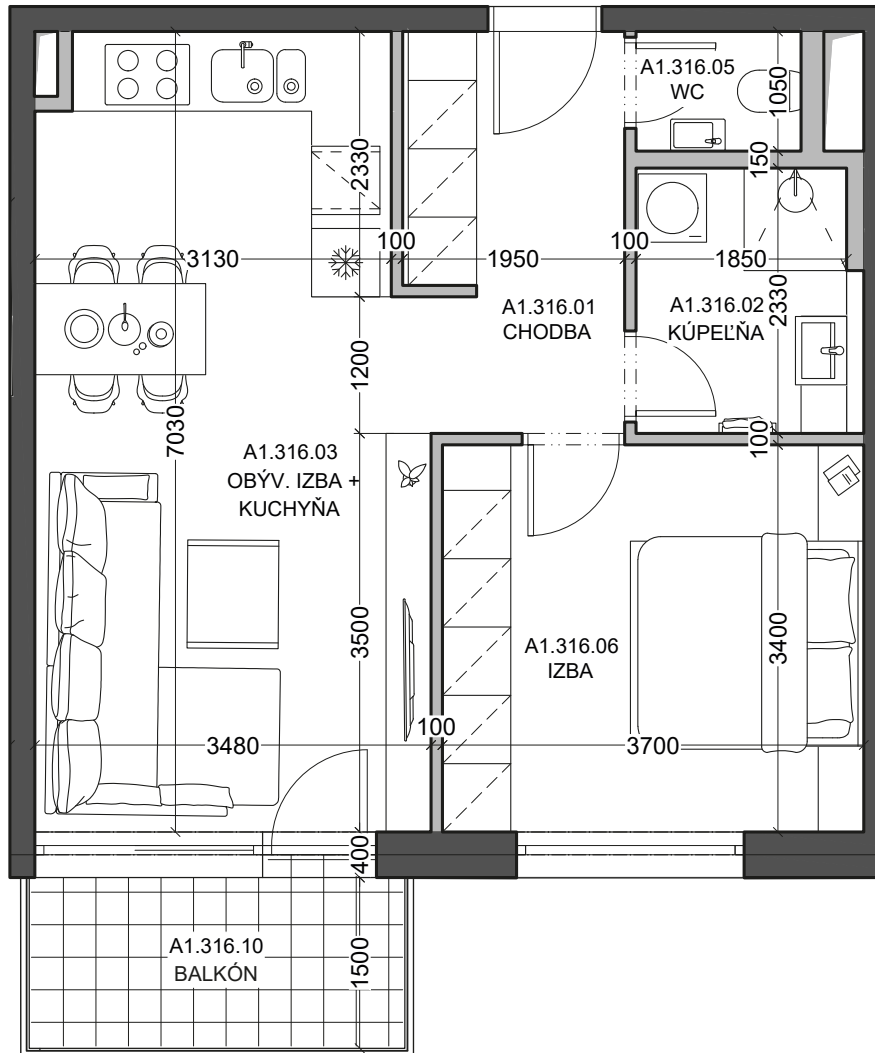 A1.316.05
WC
1050
150
2330
3130
100
1950
100
1850
2330
A1.316.01
CHODBA
A1.316.02
KÚPEĽŇA
1200
7030
100
A1.316.03
OBÝV. IZBA +
KUCHYŇA
3500
3400
A1.316.06
IZBA
3480
100
3700
400
A1.316.10
BALKÓN
1500